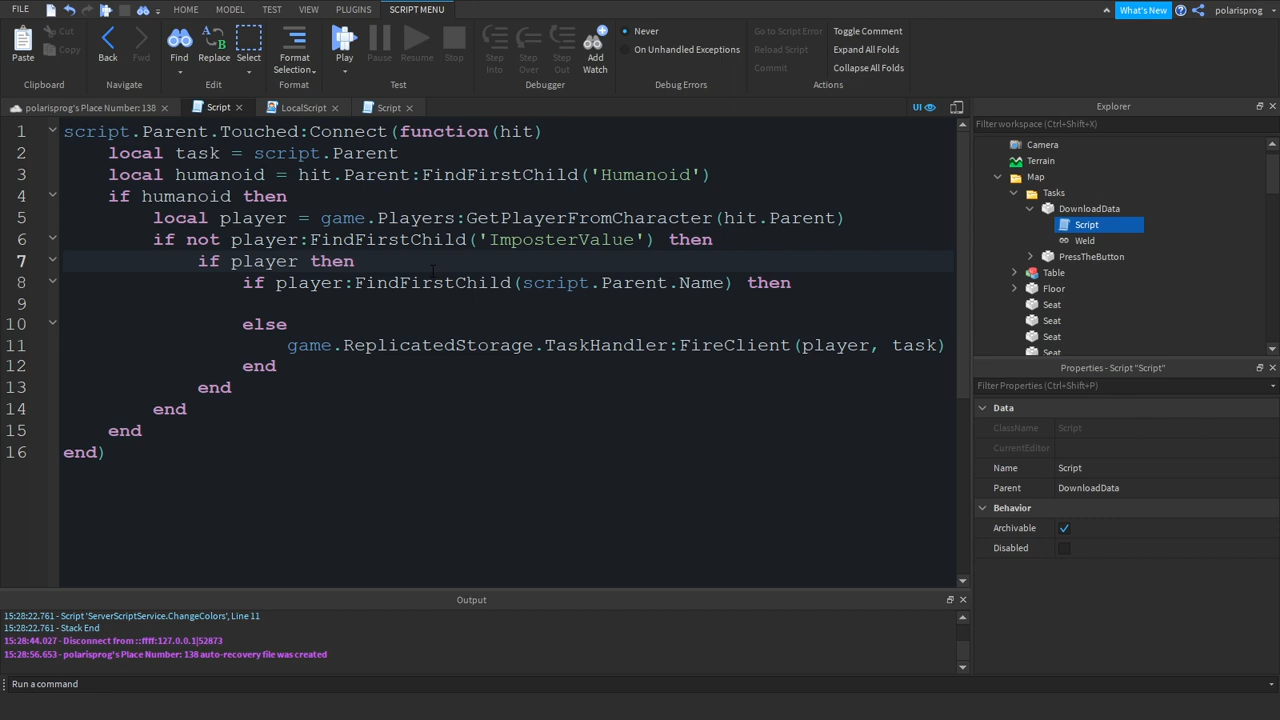 FILE HOME MODEL TEST VIEW PLUGINS SCRIPT MENU What's New polarisprog
Paste Cut Copy Back Fwd Find Replace Select Format Selection Play Pause Resume Stop Step Into Step Over Step Out Add Watch
Never
On Unhandled Exceptions
Go to Script Error
Reload Script
Commit
Toggle Comment
Expand All Folds
Collapse All Folds
Clipboard Navigate Edit Format Test Debugger Debug Errors Actions
polarisprog's Place Number: 138 Script LocalScript Script UI
1 script.Parent.Touched:Connect(function(hit)
2 local task = script.Parent
3 local humanoid = hit.Parent:FindFirstChild('Humanoid')
4 if humanoid then
5 local player = game.Players:GetPlayerFromCharacter(hit.Parent)
6 if not player:FindFirstChild('ImposterValue') then
7 if player then
8 if player:FindFirstChild(script.Parent.Name) then
9
10 else
11 game.ReplicatedStorage.TaskHandler:FireClient(player, task)
12 end
13 end
14 end
15 end
16 end)
Explorer
Filter workspace (Ctrl+Shift+X)
Camera
Terrain
Map
Tasks
DownloadData
Script
Weld
PressTheButton
Table
Floor
Seat
Seat
Seat
Seat
Properties - Script "Script"
Filter Properties (Ctrl+Shift+P)
Data
ClassName Script
CurrentEditor
Name Script
Parent DownloadData
Behavior
Archivable
Disabled
Output
15:28:22.761 - Script 'ServerScriptService.ChangeColors', Line 11
15:28:22.761 - Stack End
15:28:44.027 - Disconnect from ::ffff:127.0.0.1|52873
15:28:56.653 - polarisprog's Place Number: 138 auto-recovery file was created
Run a command